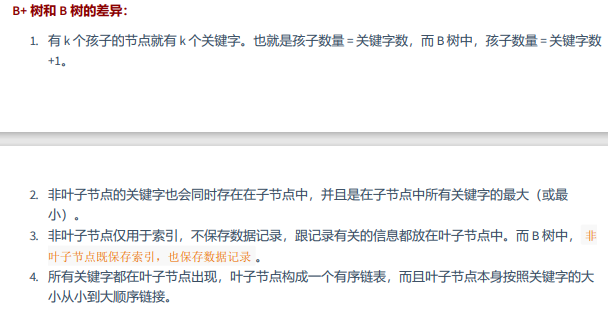 B+ 树和 B 树的差异：
1. 有 k 个孩子的节点就有 k 个关键字。也就是孩子数量 = 关键字数，而 B 树中，孩子数量 = 关键字数
+1。
2. 非叶子节点的关键字也会同时存在在子节点中，并且是在子节点中所有关键字的最大（或最
小）。
3. 非叶子节点仅用于索引，不保存数据记录，跟记录有关的信息都放在叶子节点中。而 B 树中， 非
叶子节点既保存索引，也保存数据记录 。
4. 所有关键字都在叶子节点出现，叶子节点构成一个有序链表，而且叶子节点本身按照关键字的大
小从小到大顺序链接。